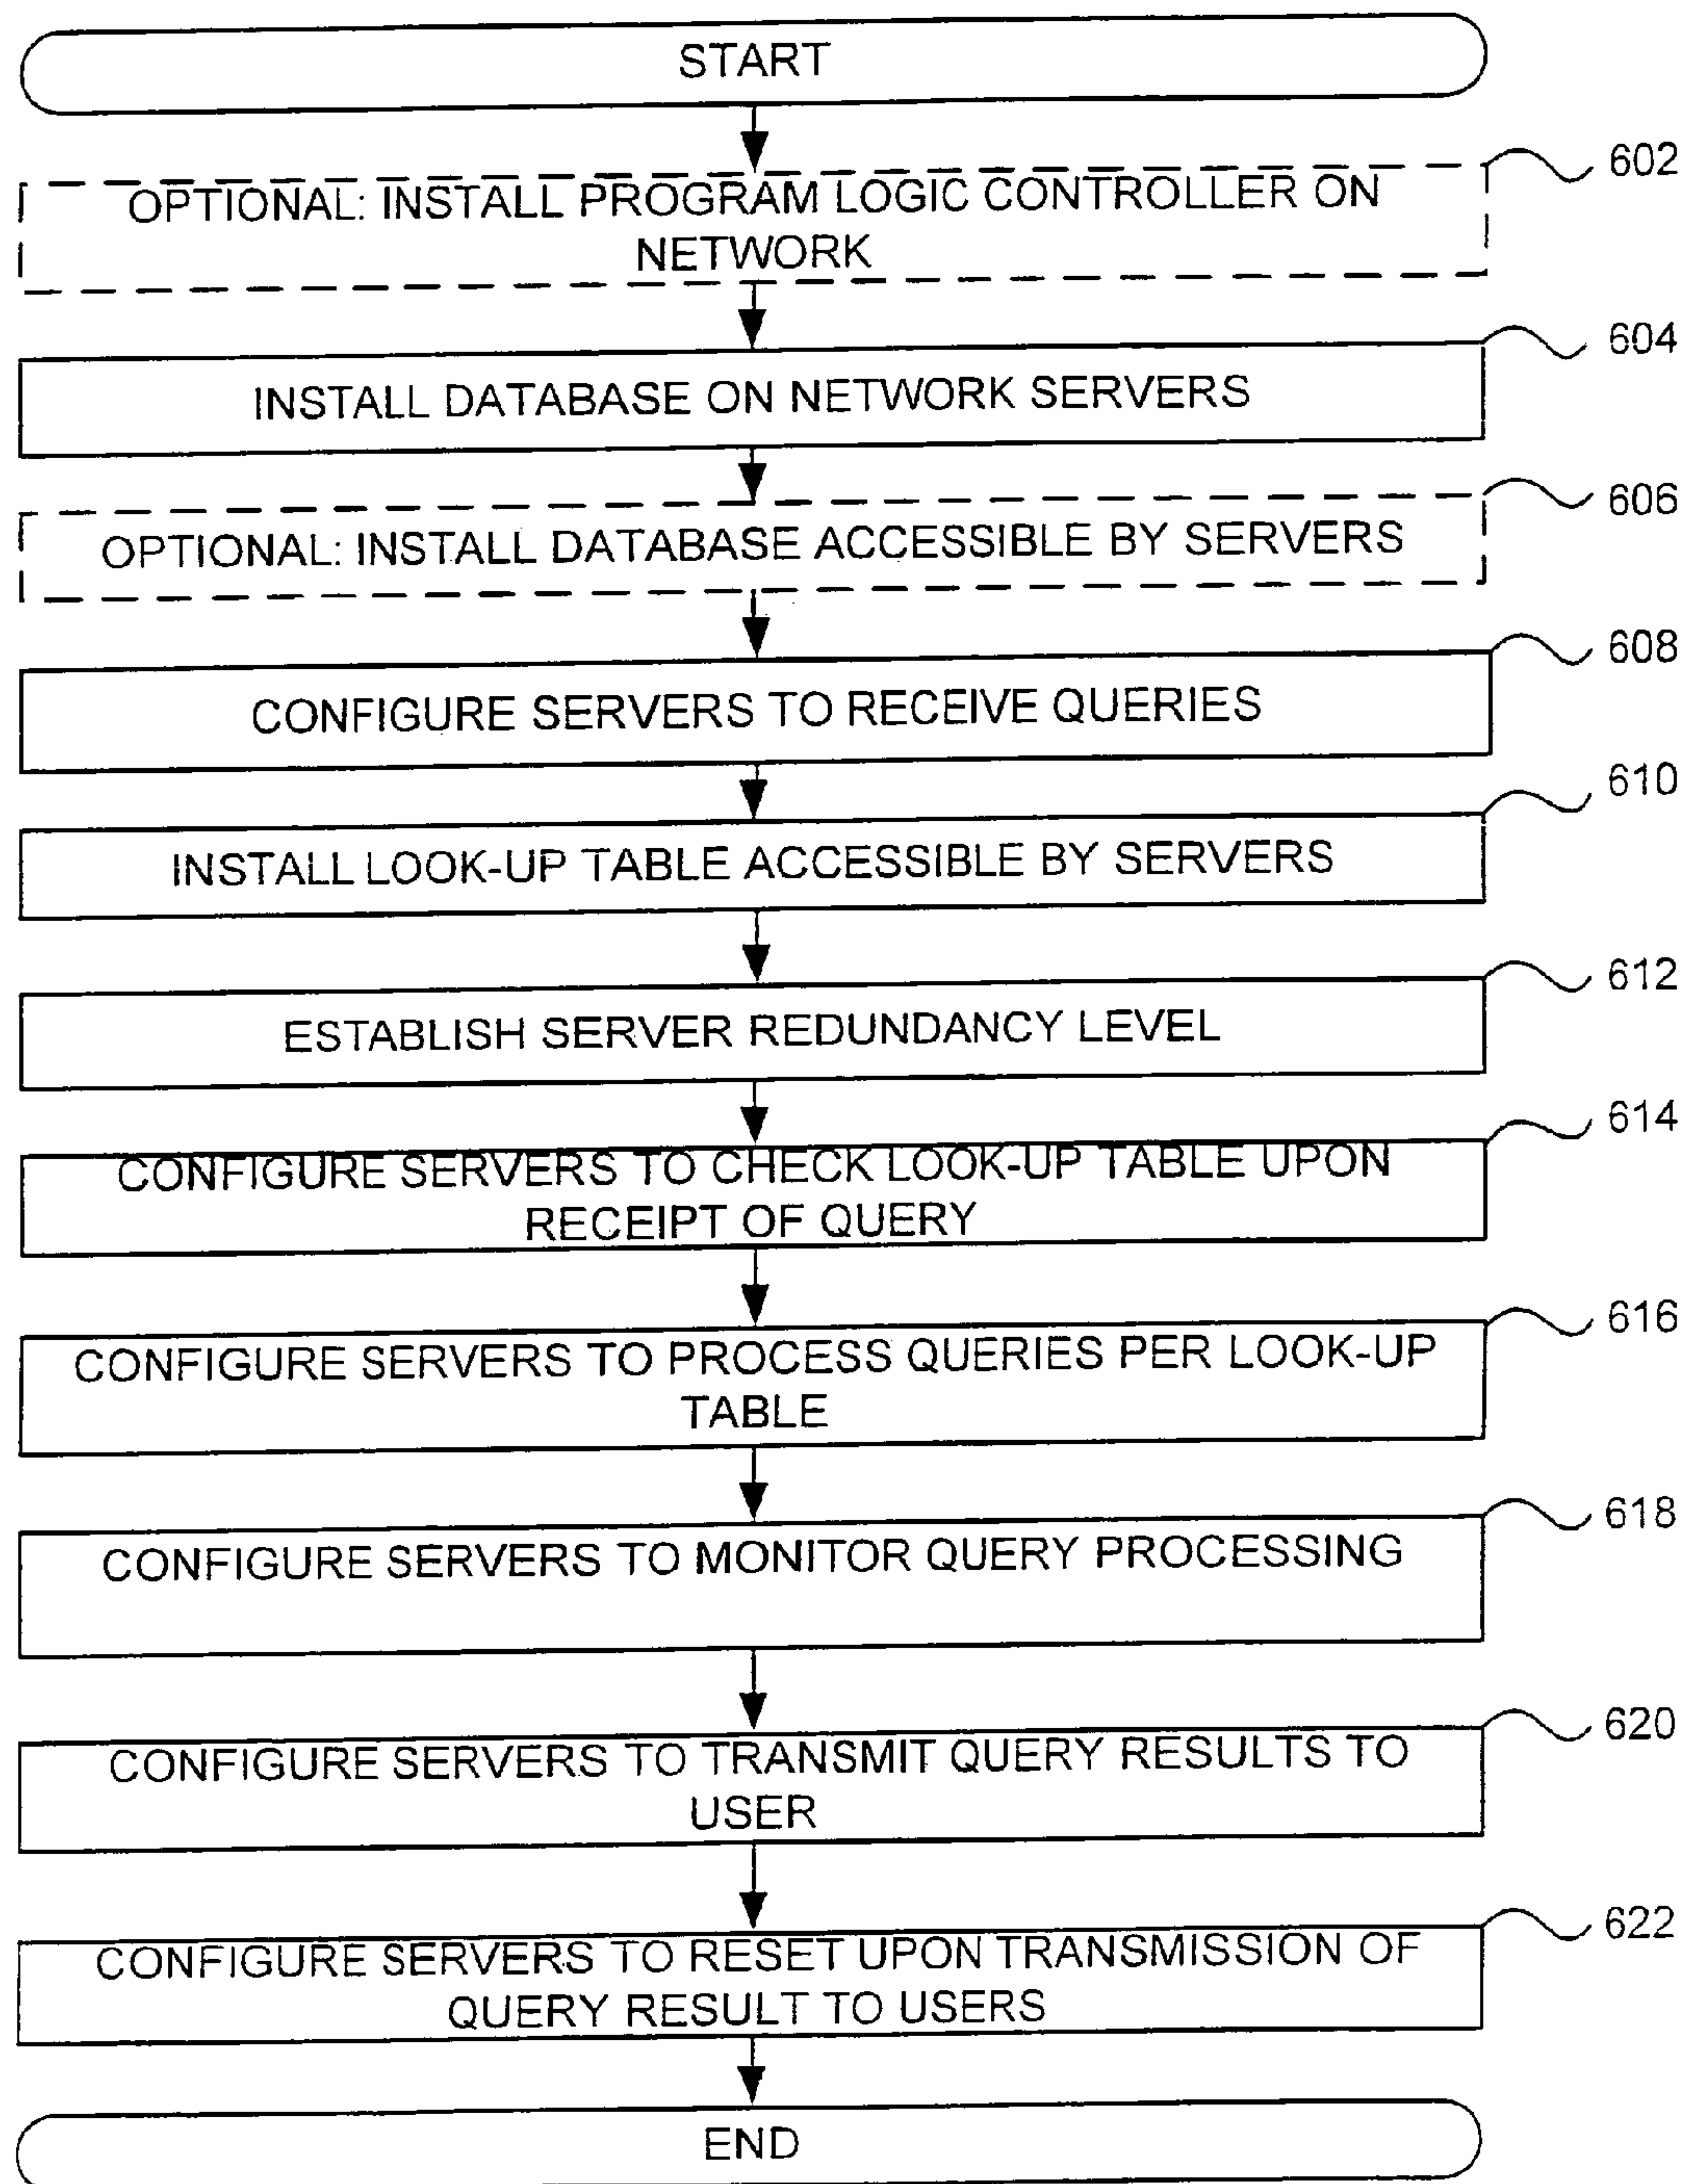 START
602
OPTIONAL: INSTALL PROGRAM LOGIC CONTROLLER ON
NETWORK
604
INSTALL DATABASE ON NETWORK SERVERS
606
OPTIONAL: INSTALL DATABASE ACCESSIBLE BY SERVERS
608
CONFIGURE SERVERS TO RECEIVE QUERIES
610
INSTALL LOOK-UP TABLE ACCESSIBLE BY SERVERS
612
ESTABLISH SERVER REDUNDANCY LEVEL
614
CONFIGURE SERVERS TO CHECK LOOK-UP TABLE UPON
RECEIPT OF QUERY
616
CONFIGURE SERVERS TO PROCESS QUERIES PER LOOK-UP
TABLE
618
CONFIGURE SERVERS TO MONITOR QUERY PROCESSING
620
CONFIGURE SERVERS TO TRANSMIT QUERY RESULTS TO
USER
622
CONFIGURE SERVERS TO RESET UPON TRANSMISSION OF
QUERY RESULT TO USERS
END